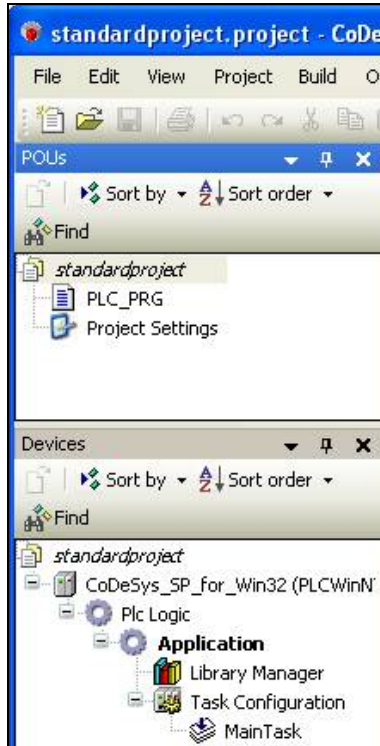 standardproject.project - CoDe
File Edit View Project Build O
POUs
Sort by Sort order
Find
standardproject
PLC_PRG
Project Settings
Devices
Sort by Sort order
Find
standardproject
CoDeSys_SP_for_Win32 (PLCWinN
Plc Logic
Application
Library Manager
Task Configuration
MainTask